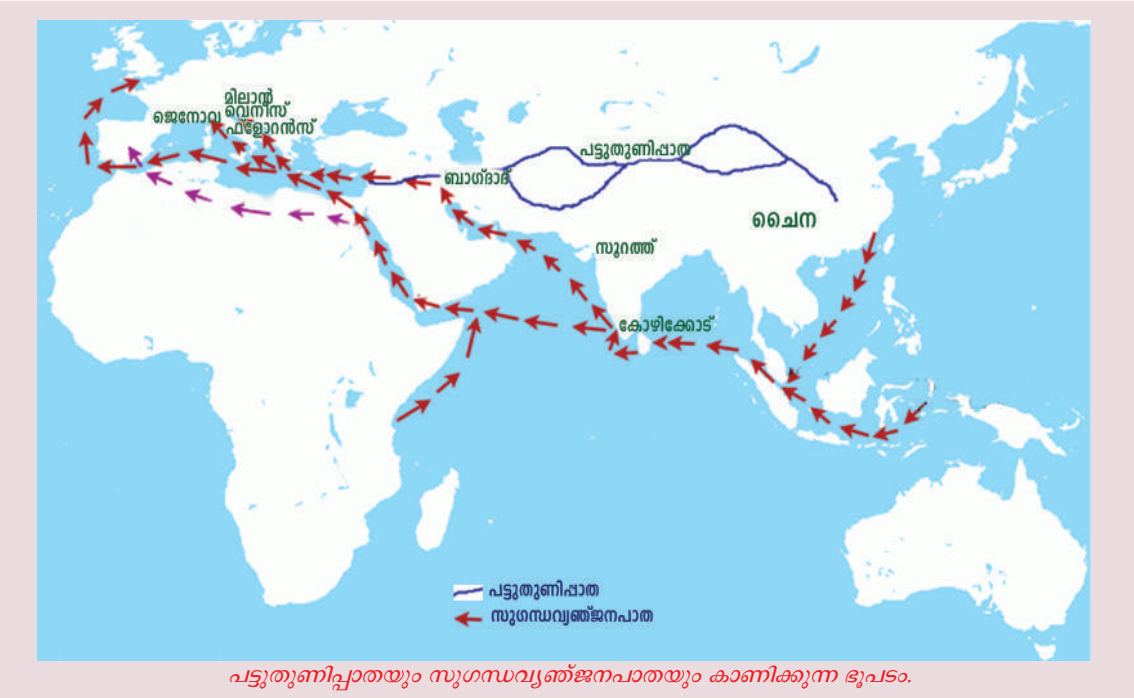 മിലാൻ
വെനീസ്
ജെനോവ
ഫ്ളോറൻസ്
പട്ടുതുണിപ്പാത
ബാഗ്ദാദ്
ചൈന
സൂറത്ത്
കോഴിക്കോട്
പട്ടുതുണിപ്പാത
സുഗന്ധവ്യഞ്ജനപാത
പട്ടുതുണിപ്പാതയും സുഗന്ധവ്യഞ്ജനപാതയും കാണിക്കുന്ന ഭൂപടം.